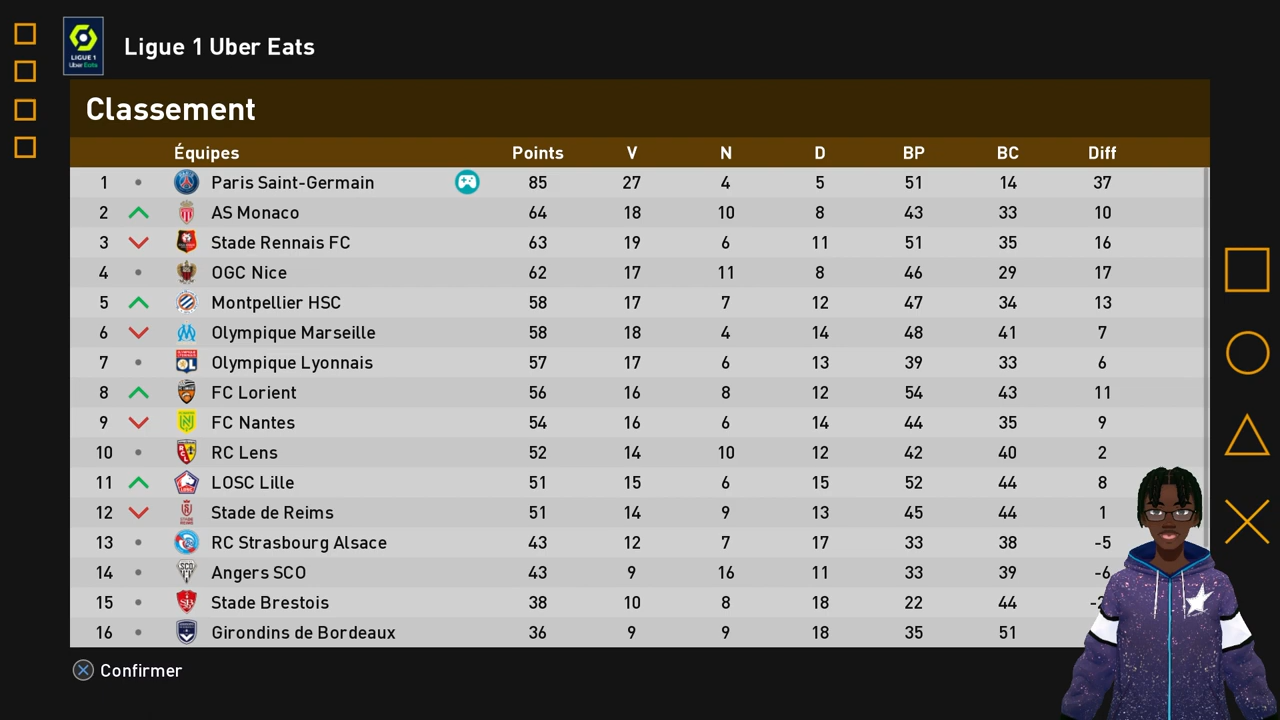 Ligue 1 Uber Eats
LIGUE 1
Uber Eats
Classement
Équipes Points V N D BP BC Diff
1 Paris Saint-Germain 85 27 4 5 51 14 37
2 AS Monaco 64 18 10 8 43 33 10
3 Stade Rennais FC 63 19 6 11 51 35 16
4 OGC Nice 62 17 11 8 46 29 17
5 Montpellier HSC 58 17 7 12 47 34 13
6 Olympique Marseille 58 18 4 14 48 41 7
7 Olympique Lyonnais 57 17 6 13 39 33 6
8 FC Lorient 56 16 8 12 54 43 11
9 FC Nantes 54 16 6 14 44 35 9
10 RC Lens 52 14 10 12 42 40 2
11 LOSC Lille 51 15 6 15 52 44 8
12 Stade de Reims 51 14 9 13 45 44 1
13 RC Strasbourg Alsace 43 12 7 17 33 38 -5
14 Angers SCO 43 9 16 11 33 39 -6
15 Stade Brestois 38 10 8 18 22 44
16 Girondins de Bordeaux 36 9 9 18 35 51
Confirmer